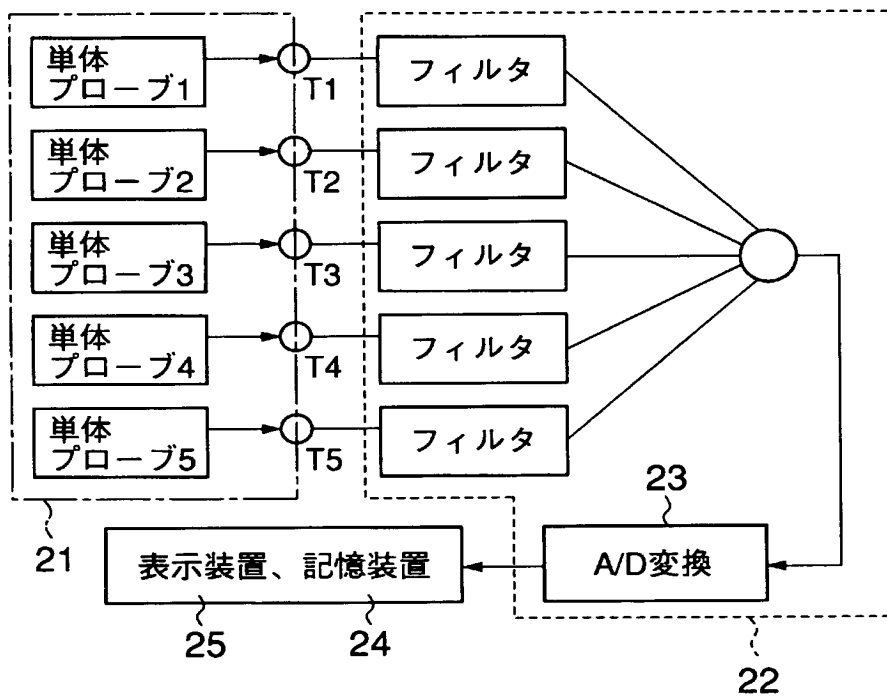 単体
プローブ1
T1
フィルタ
単体
プローブ2
T2
フィルタ
単体
プローブ3
T3
フィルタ
単体
プローブ4
T4
フィルタ
単体
プローブ5
T5
フィルタ
21
23
表示装置、記憶装置
A/D変換
25
24
22